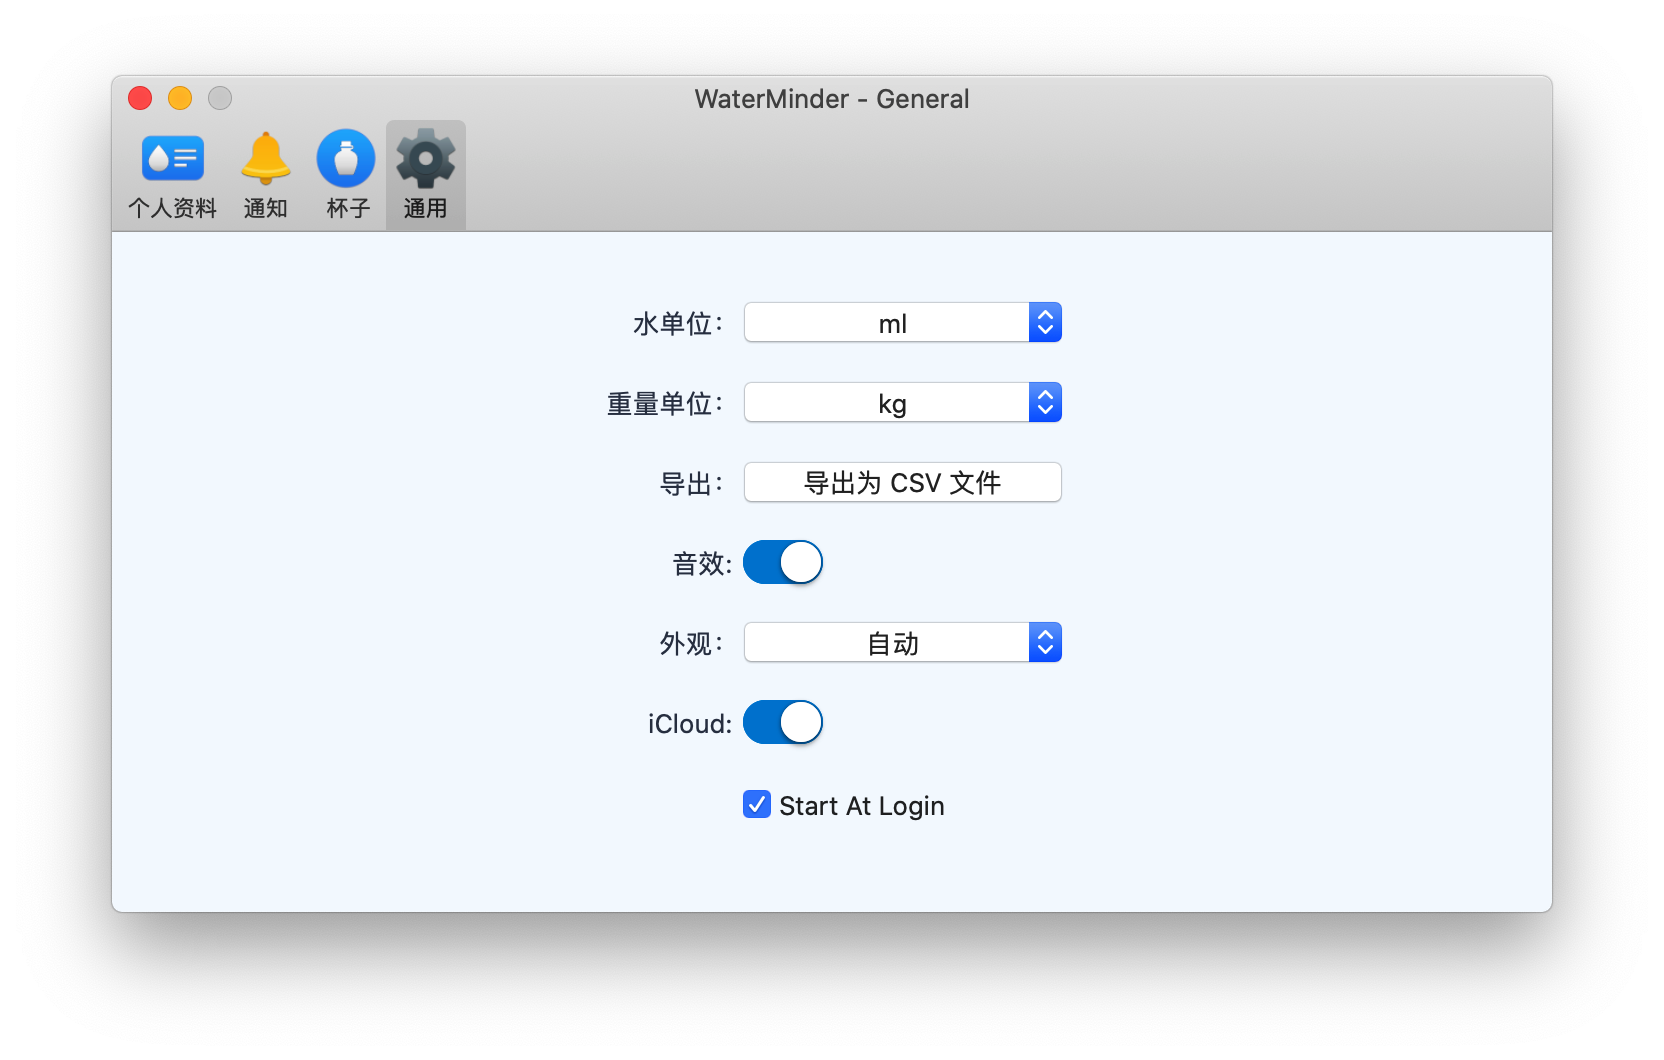 WaterMinder - General
个人资料 通知 杯子 通用
水单位： ml
重量单位： kg
导出： 导出为 CSV 文件
音效:
外观： 自动
iCloud:
Start At Login